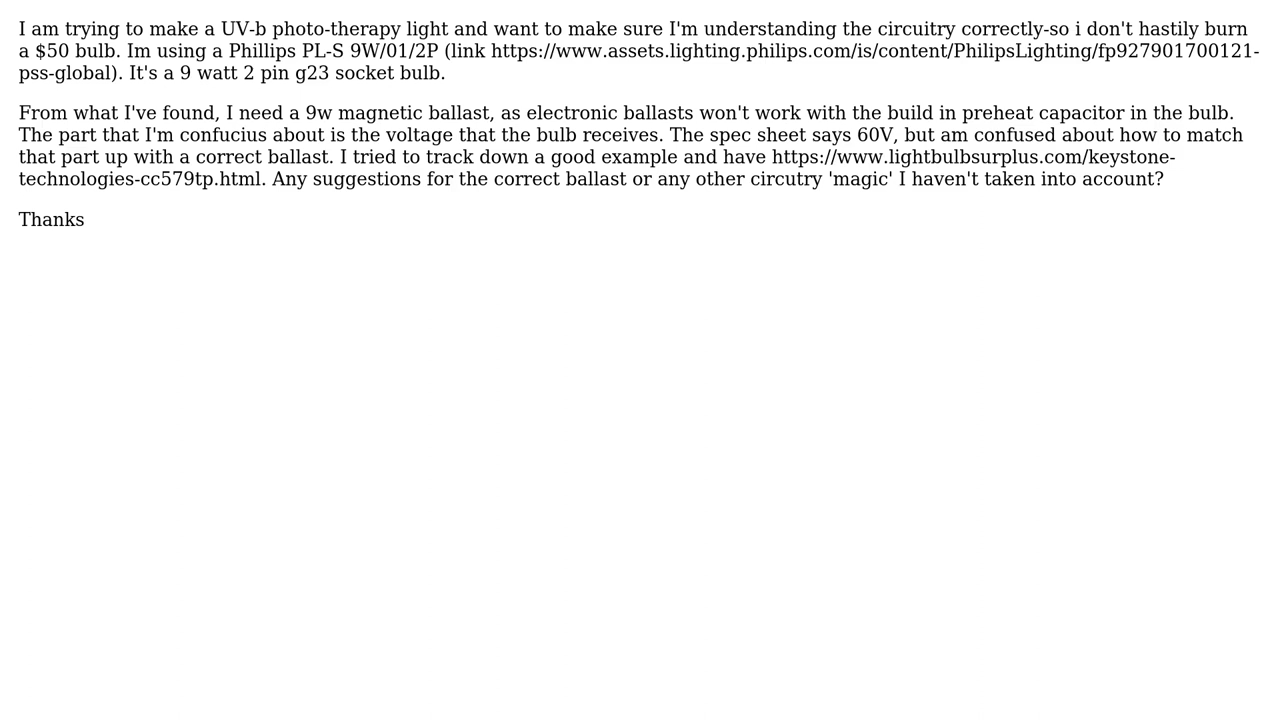 I am trying to make a UV-b photo-therapy light and want to make sure I'm understanding the circuitry correctly-so i don't hastily burn
a $50 bulb. Im using a Phillips PL-S 9W/01/2P (link https://www.assets.lighting.philips.com/is/content/PhilipsLighting/fp927901700121-
pss-global). It's a 9 watt 2 pin g23 socket bulb.
From what I've found, I need a 9w magnetic ballast, as electronic ballasts won't work with the build in preheat capacitor in the bulb.
The part that I'm confucius about is the voltage that the bulb receives. The spec sheet says 60V, but am confused about how to match
that part up with a correct ballast. I tried to track down a good example and have https://www.lightbulbsurplus.com/keystone-
technologies-cc579tp.html. Any suggestions for the correct ballast or any other circutry 'magic' I haven't taken into account?
Thanks